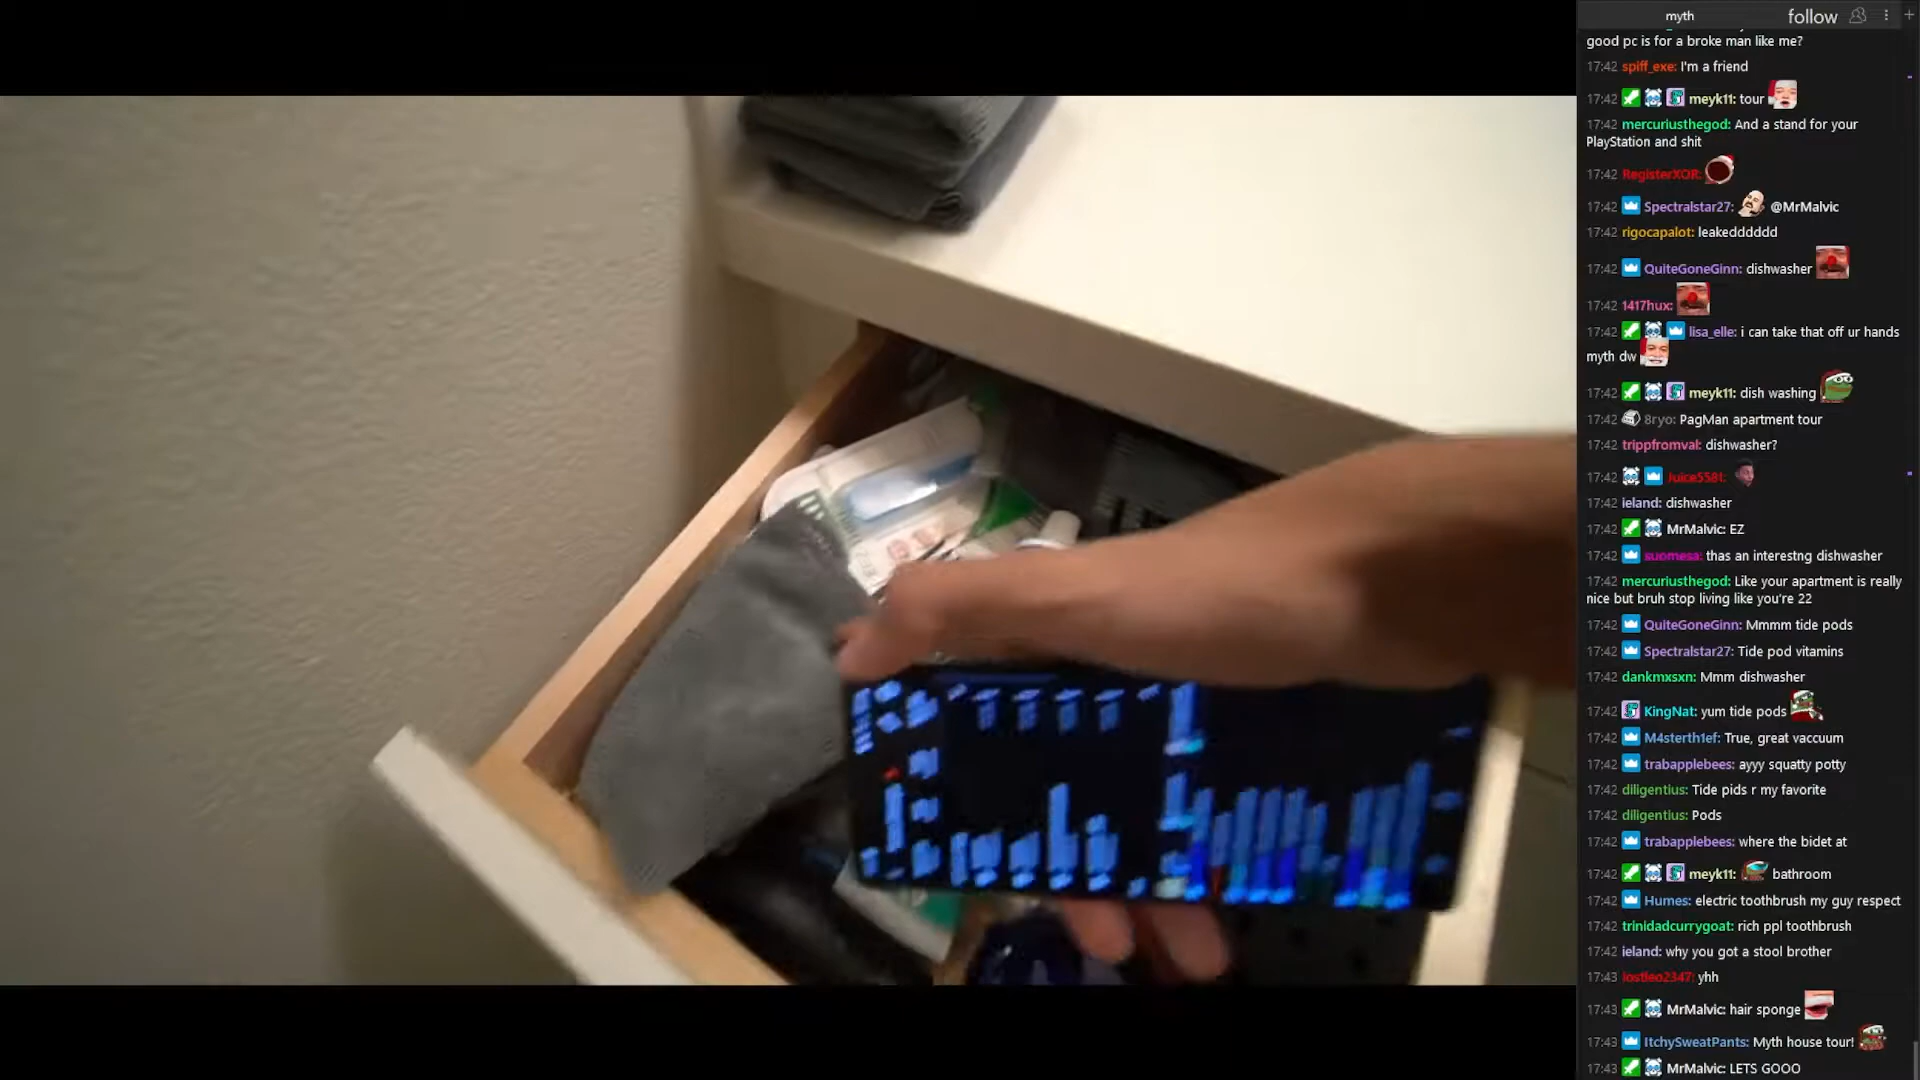 myth
follow
good pc is for a broke man like me?
17:42 spiff_exe: I'm a friend
17:42 meyk11: tour
17:42 mercuriusthegod: And a stand for your
PlayStation and shit
17:42 RegisterXOR:
17:42 Spectralstar27: @MrMalvic
17:42 rigocapalot: leakedddddd
17:42 QuiteGoneGinn: dishwasher
17:42 1417hux:
17:42 lisa_elle: i can take that off ur hands
myth dw
17:42 meyk11: dish washing
17:42 8ryo: PagMan apartment tour
17:42 trippfromval: dishwasher?
17:42 Juice558t:
17:42 ieland: dishwasher
17:42 MrMalvic: EZ
17:42 suomesa: thas an interestng dishwasher
17:42 mercuriusthegod: Like your apartment is really
nice but bruh stop living like you're 22
17:42 QuiteGoneGinn: Mmmm tide pods
17:42 Spectralstar27: Tide pod vitamins
17:42 dankmxsxn: Mmm dishwasher
17:42 KingNat: yum tide pods
17:42 M4sterth1ef: True, great vaccuum
17:42 trabapplebees: ayyy squatty potty
17:42 diligentius: Tide pids r my favorite
17:42 diligentius: Pods
17:42 trabapplebees: where the bidet at
17:42 meyk11: bathroom
17:42 Humes: electric toothbrush my guy respect
17:42 trinidadcurrygoat: rich ppl toothbrush
17:42 ieland: why you got a stool brother
17:43 lostleo2347: yhh
17:43 MrMalvic: hair sponge
17:43 ItchySweatPants: Myth house tour!
17:43 MrMalvic: LETS GOOO